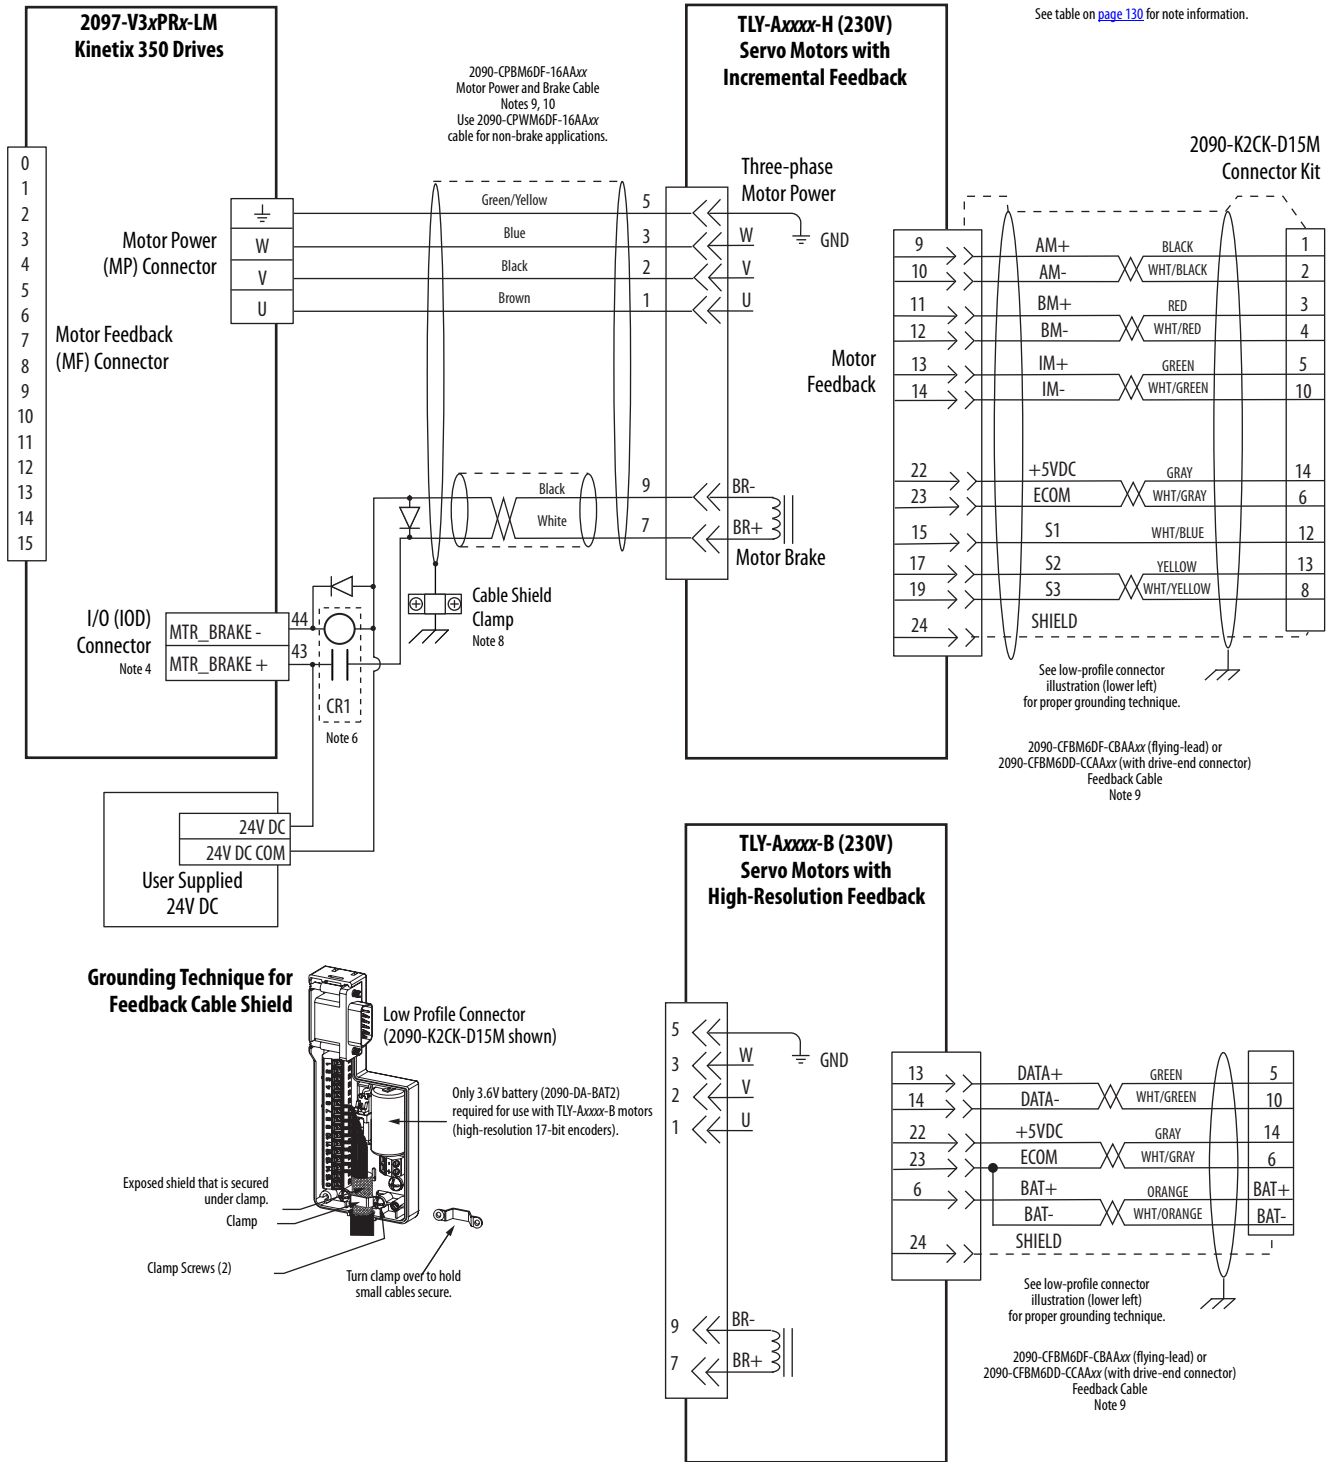 2097-V3xPRx-LM
Kinetix 350 Drives
TLY-Axxxx-H (230V)
Servo Motors with
Incremental Feedback
See table on page 130 for note information.
2090-CPBM6DF-16AAxx
Motor Power and Brake Cable
Notes 9, 10
Use 2090-CPWM6DF-16AAxx
cable for non-brake applications.
2090-K2CK-D15M
Connector Kit
0
1
2
3
4
5
6
7
8
9
10
11
12
13
14
15
Motor Feedback
(MF) Connector
Motor Power
(MP) Connector
W
V
U
Green/Yellow
Blue
Black
Brown
5
3
2
1
Three-phase
Motor Power
W
V
U
GND
Motor
Feedback
9 AM+ BLACK 1
10 AM- WHT/BLACK 2
11 BM+ RED 3
12 BM- WHT/RED 4
13 IM+ GREEN 5
14 IM- WHT/GREEN 10
22 +5VDC GRAY 14
23 ECOM WHT/GRAY 6
15 S1 WHT/BLUE 12
17 S2 YELLOW 13
19 S3 WHT/YELLOW 8
24 SHIELD
Black 9 BR-
White 7 BR+
Motor Brake
Cable Shield
Clamp
Note 8
I/O (IOD)
Connector
Note 4
MTR_BRAKE - 44
MTR_BRAKE + 43
CR1
Note 6
See low-profile connector
illustration (lower left)
for proper grounding technique.
2090-CFBM6DF-CBAAxx (flying-lead) or
2090-CFBM6DD-CCAAxx (with drive-end connector)
Feedback Cable
Note 9
24V DC
24V DC COM
User Supplied
24V DC
TLY-Axxxx-B (230V)
Servo Motors with
High-Resolution Feedback
Grounding Technique for
Feedback Cable Shield
Low Profile Connector
(2090-K2CK-D15M shown)
Only 3.6V battery (2090-DA-BAT2)
required for use with TLY-Axxxx-B motors
(high-resolution 17-bit encoders).
Exposed shield that is secured
under clamp.
Clamp
Clamp Screws (2)
Turn clamp over to hold
small cables secure.
5
3 W
2 V
1 U
GND
9 BR-
7 BR+
13 DATA+ GREEN 5
14 DATA- WHT/GREEN 10
22 +5VDC GRAY 14
23 ECOM WHT/GRAY 6
6 BAT+ ORANGE BAT+
BAT- WHT/ORANGE BAT-
24 SHIELD
See low-profile connector
illustration (lower left)
for proper grounding technique.
2090-CFBM6DF-CBAAxx (flying-lead) or
2090-CFBM6DD-CCAAxx (with drive-end connector)
Feedback Cable
Note 9